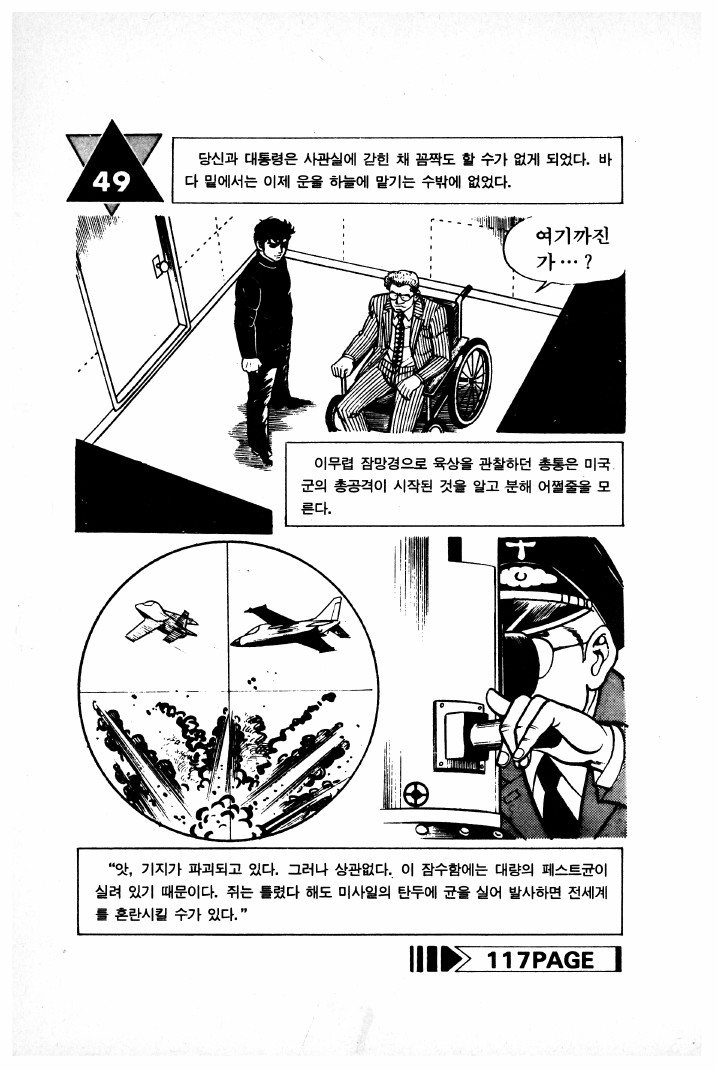 49
당신과 대통령은 사관실에 갇힌 채 꼼짝도 할 수가 없게 되었다. 바
다 밑에서는 이제 운을 하늘에 맡기는 수밖에 없었다.
여기까진
가…?
이무렵 잠망경으로 육상을 관찰하던 총통은 미국
군의 총공격이 시작된 것을 알고 분해 어쩔줄을 모
른다.
“앗, 기지가 파괴되고 있다. 그러나 상관없다. 이 잠수함에는 대량의 페스트균이
실려 있기 때문이다. 쥐는 틀렸다 해도 미사일의 탄두에 균을 실어 발사하면 전세계
를 혼란시킬 수가 있다.”
117PAGE